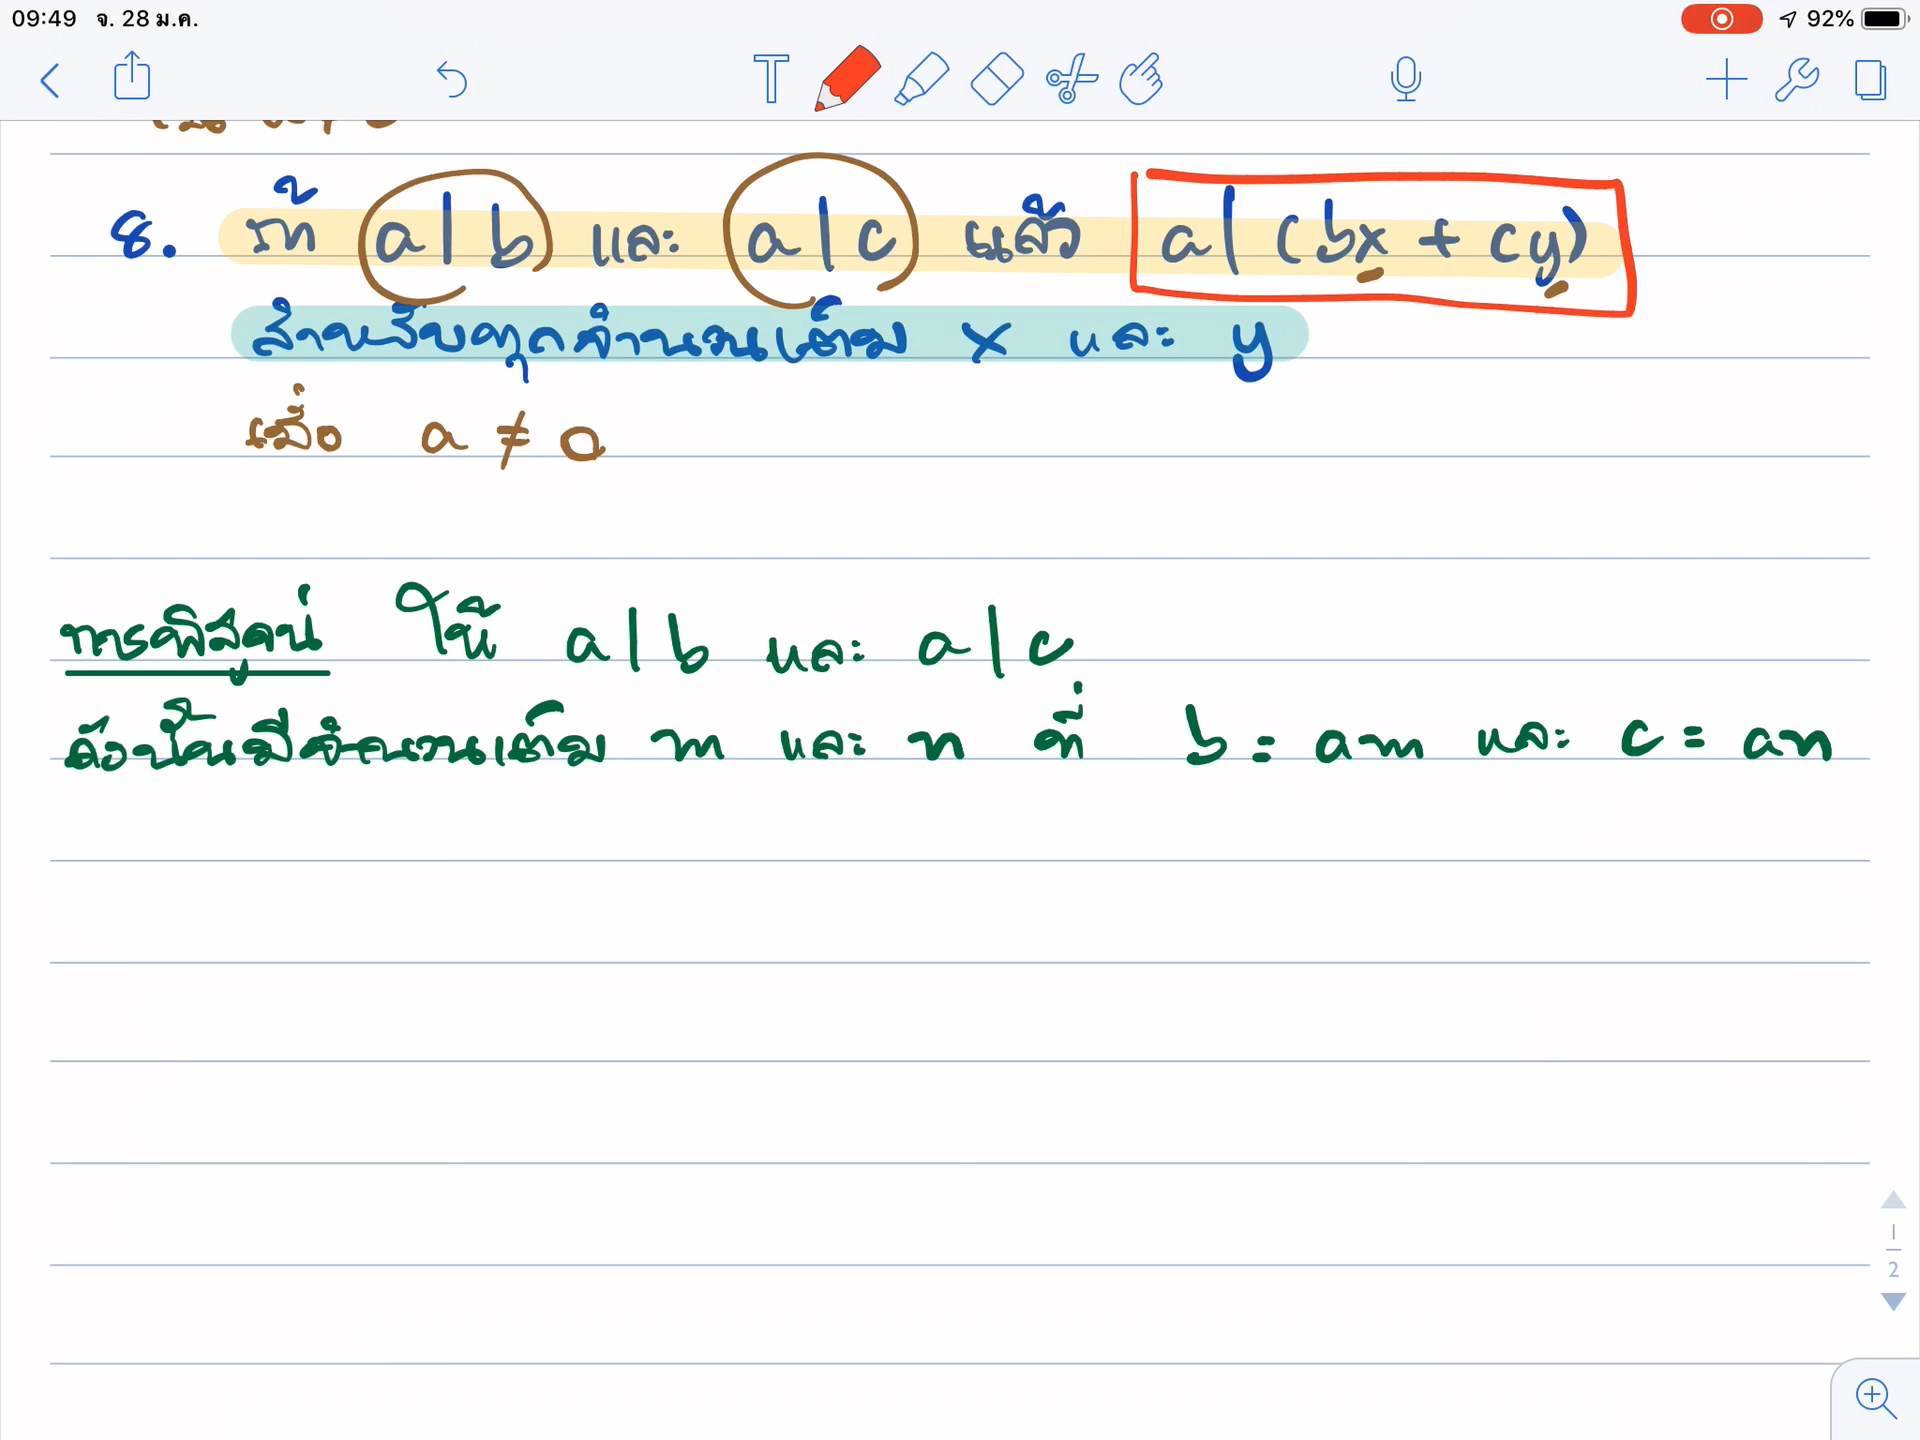 09:49 จ. 28 ม.ค. 92%
T
8. ถ้า a | b และ a | c แล้ว a | (bx + cy)
สำหรับทุกจำนวนเต็ม x และ y
เมื่อ a ≠ 0
การพิสูจน์ ให้ a | b และ a | c
ดังนั้นมีจำนวนเต็ม m และ n ที่ b = am และ c = an
1
2